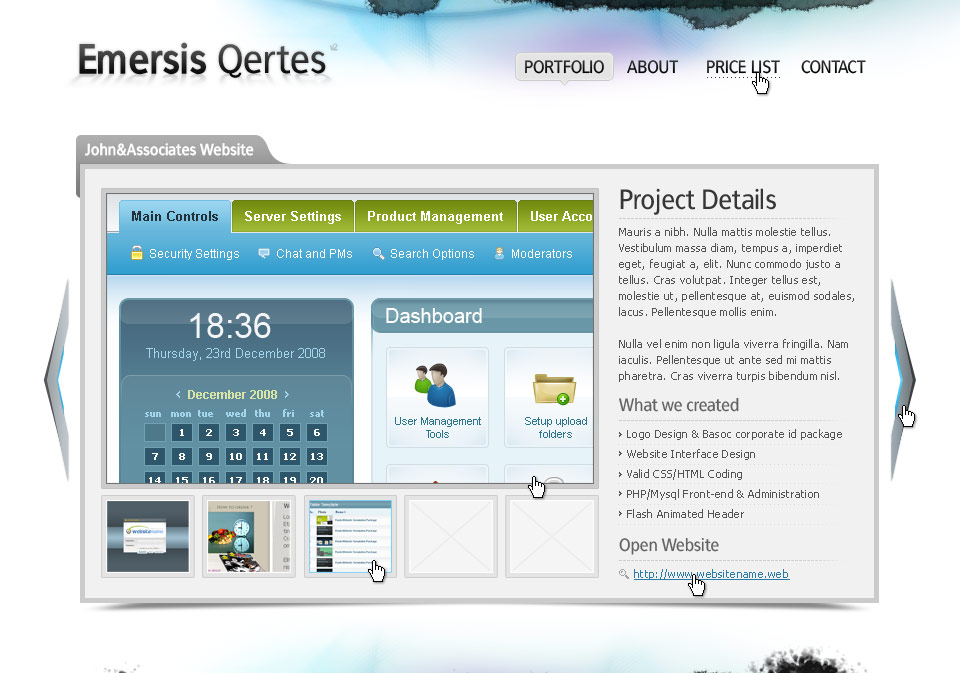 Emersis Qertes v2
PORTFOLIO ABOUT PRICE LIST CONTACT
John&Associates Website
Main Controls Server Settings Product Management User Acco
Security Settings Chat and PMs Search Options Moderators
18:36
Thursday, 23rd December 2008
December 2008
sun mon tue wed thu fri sat
1 2 3 4 5 6
7 8 9 10 11 12 13
14 15 16 17 18 19 20
Dashboard
User Management
Tools
Setup upload
folders
Project Details
Mauris a nibh. Nulla mattis molestie tellus.
Vestibulum massa diam, tempus a, imperdiet
eget, feugiat a, elit. Nunc commodo justo a
tellus. Cras volutpat. Integer tellus est,
molestie ut, pellentesque at, euismod sodales,
lacus. Pellentesque mollis enim.
Nulla vel enim non ligula viverra fringilla. Nam
iaculis. Pellentesque ut ante sed mi mattis
pharetra. Cras viverra turpis bibendum nisl.
What we created
Logo Design & Basoc corporate id package
Website Interface Design
Valid CSS/HTML Coding
PHP/Mysql Front-end & Administration
Flash Animated Header
Open Website
http://www.websitename.web